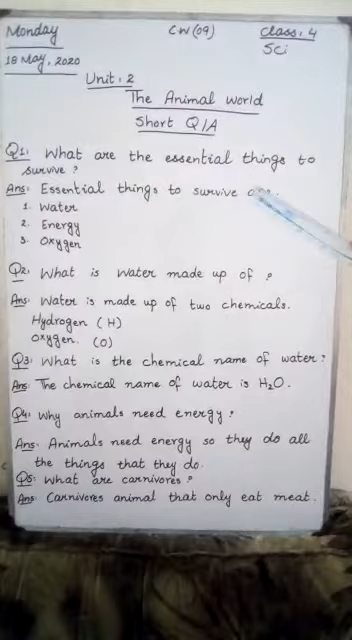 Monday
CW (09)
Class: 4
Sci
18 May, 2020
Unit: 2
The Animal world
Short Q/A
Q1: What are the essential things to
survive?
Ans: Essential things to survive
1. Water
2. Energy
3. Oxygen
Q2: What is water made up of?
Ans: Water is made up of two chemicals.
Hydrogen (H)
Oxygen. (O)
Q3: What is the chemical name of water?
Ans: The chemical name of water is H₂O.
Q4: Why animals need energy?
Ans: Animals need energy so they do all
the things that they do.
Q5: What are carnivores?
Ans: Carnivores animal that only eat meat.